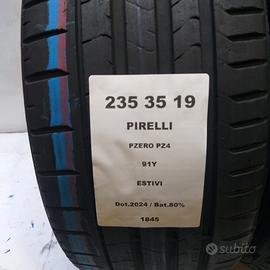 235 35 19
PIRELLI
PZERO PZ4
91Y
ESTIVI
Dot.2024 / Bat.80%
1845
subito